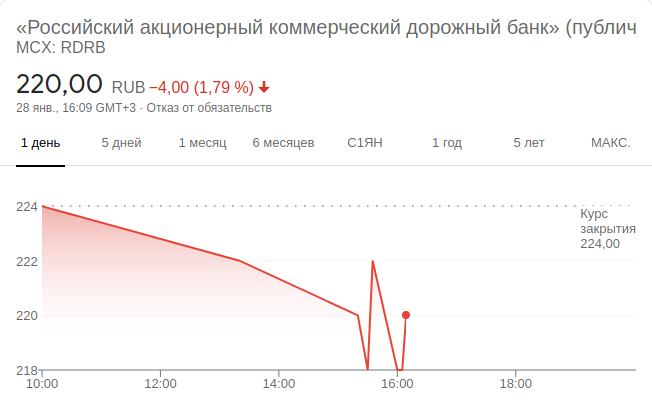 «Российский акционерный коммерческий дорожный банк» (публич
MCX: RDRB
220,00 RUB −4,00 (1,79 %)
28 янв., 16:09 GMT+3 · Отказ от обязательств
1 день 5 дней 1 месяц 6 месяцев С1ЯН 1 год 5 лет МАКС.
224
Курс
закрытия
224,00
222
220
218
10:00 12:00 14:00 16:00 18:00